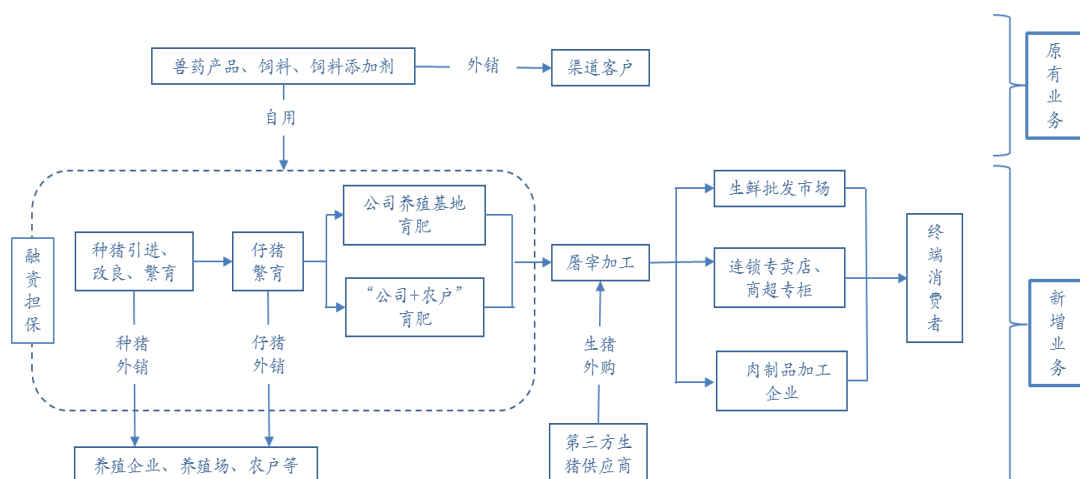 兽药产品、饲料、饲料添加剂
外销
渠道客户
原
有
业
务
自用
融
资
担
保
种猪引进、
改良、繁育
仔猪
繁育
公司养殖基地
育肥
“公司+农户”
育肥
屠宰加工
生鲜批发市场
连锁专卖店、
商超专柜
肉制品加工
企业
终
端
消
费
者
新
增
业
务
种猪
外销
仔猪
外销
生猪
外购
养殖企业、养殖场、农户等
第三方生
猪供应商